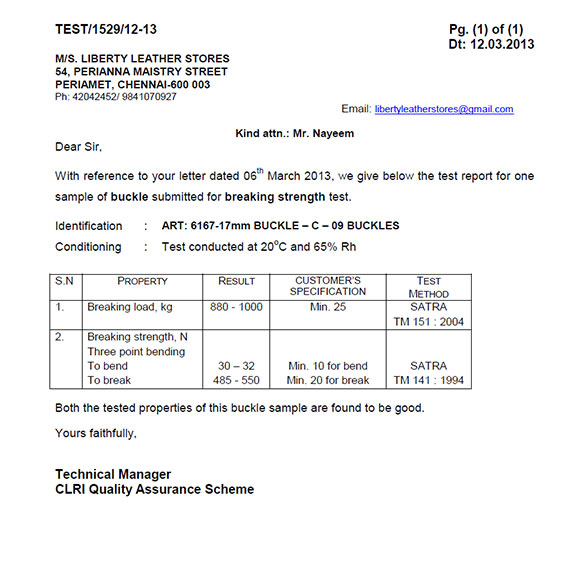 TEST/1529/12-13 Pg. (1) of (1)
Dt: 12.03.2013
M/S. LIBERTY LEATHER STORES
54, PERIANNA MAISTRY STREET
PERIAMET, CHENNAI-600 003
Ph: 42042452/ 9841070927
Email: libertyleatherstores@gmail.com
Kind attn.: Mr. Nayeem
Dear Sir,
With reference to your letter dated 06th March 2013, we give below the test report for one
sample of buckle submitted for breaking strength test.
Identification : ART: 6167-17mm BUCKLE – C – 09 BUCKLES
Conditioning : Test conducted at 20°C and 65% Rh
S.N PROPERTY RESULT CUSTOMER'S SPECIFICATION TEST METHOD
1. Breaking load, kg 880 - 1000 Min. 25 SATRA
TM 151 : 2004
2. Breaking strength, N
Three point bending
To bend 30 – 32 Min. 10 for bend SATRA
To break 485 - 550 Min. 20 for break TM 141 : 1994
Both the tested properties of this buckle sample are found to be good.
Yours faithfully,
Technical Manager
CLRI Quality Assurance Scheme